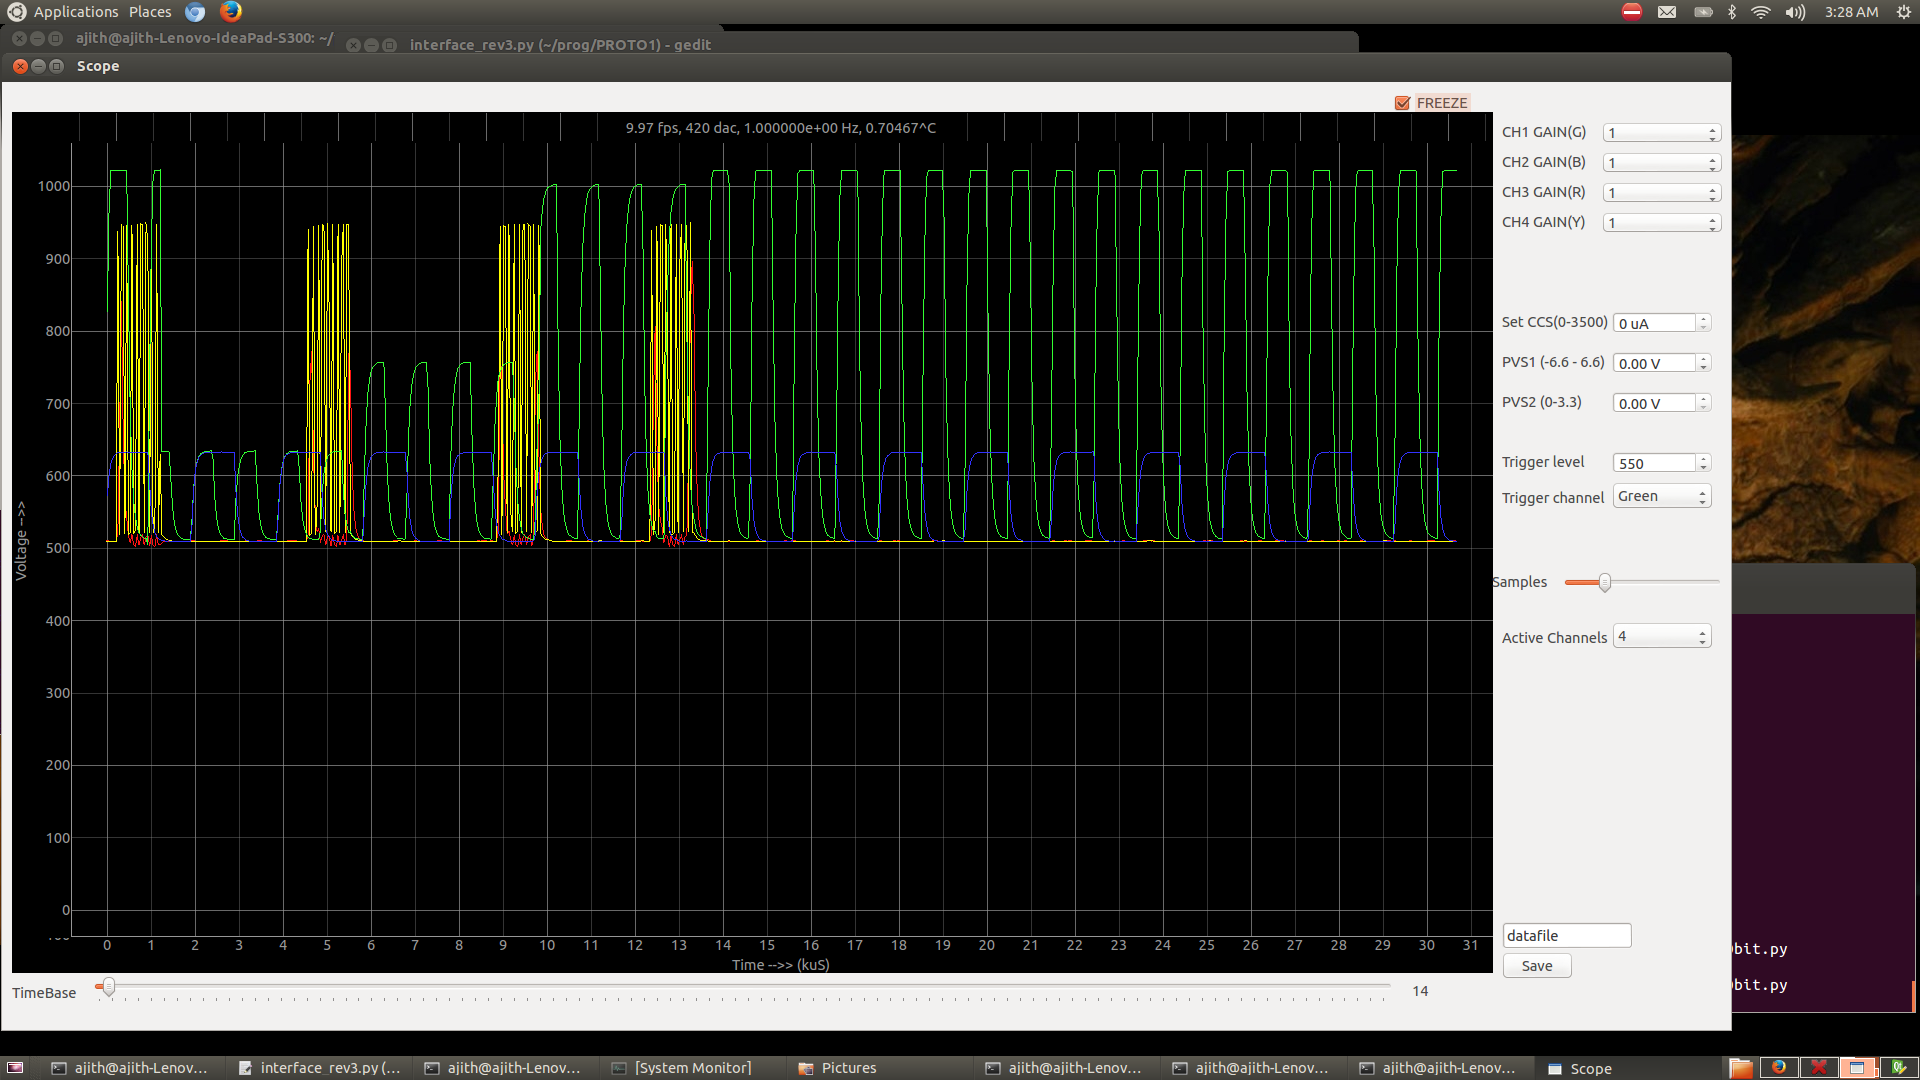 Applications Places
3:28 AM
ajith@ajith-Lenovo-IdeaPad-S300: ~/
interface_rev3.py (~/prog/PROTO1) - gedit
Scope
FREEZE
9.97 fps, 420 dac, 1.000000e+00 Hz, 0.70467^C
1000
900
800
700
600
500
400
300
200
100
0
Voltage -->>
0 1 2 3 4 5 6 7 8 9 10 11 12 13 14 15 16 17 18 19 20 21 22 23 24 25 26 27 28 29 30 31
Time -->> (kuS)
TimeBase
14
CH1 GAIN(G) 1
CH2 GAIN(B) 1
CH3 GAIN(R) 1
CH4 GAIN(Y) 1
Set CCS(0-3500) 0 uA
PVS1 (-6.6 - 6.6) 0.00 V
PVS2 (0-3.3) 0.00 V
Trigger level 550
Trigger channel Green
Samples
Active Channels 4
datafile
Save
bit.py
bit.py
ajith@ajith-Lenov... interface_rev3.py (... ajith@ajith-Lenov... [System Monitor] Pictures ajith@ajith-Lenov... ajith@ajith-Lenov... ajith@ajith-Lenov... Scope